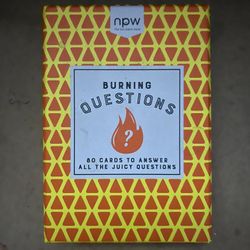 npw
BURNING
QUESTIONS
?
80 CARDS TO ANSWER
ALL THE JUICY QUESTIONS